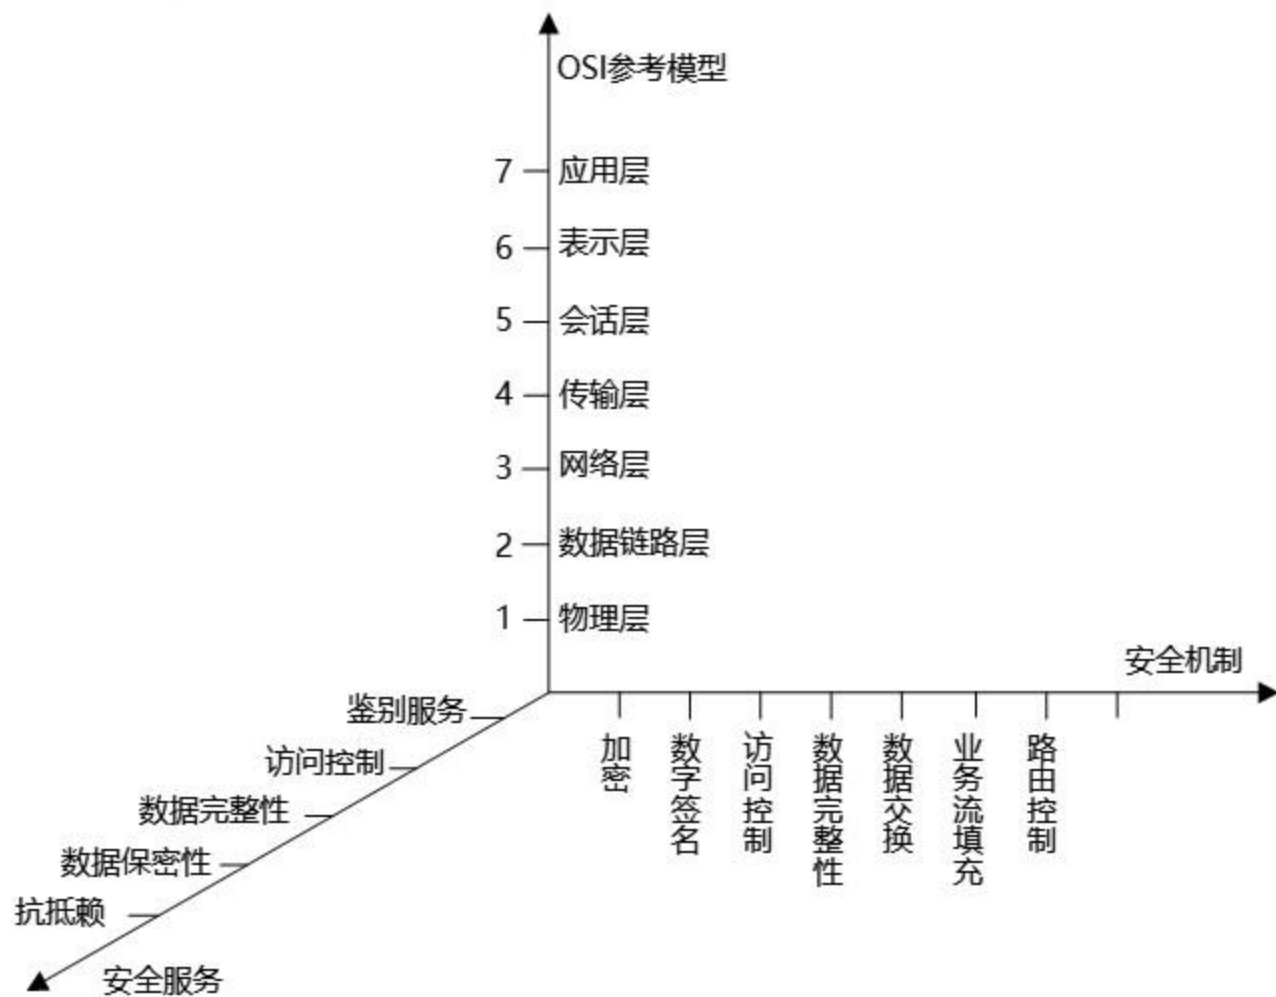 OSI参考模型
7 应用层
6 表示层
5 会话层
4 传输层
3 网络层
2 数据链路层
1 物理层
安全机制
鉴别服务
访问控制
数据完整性
数据保密性
抗抵赖
安全服务
加密
数字签名
访问控制
数据完整性
数据交换
业务流填充
路由控制